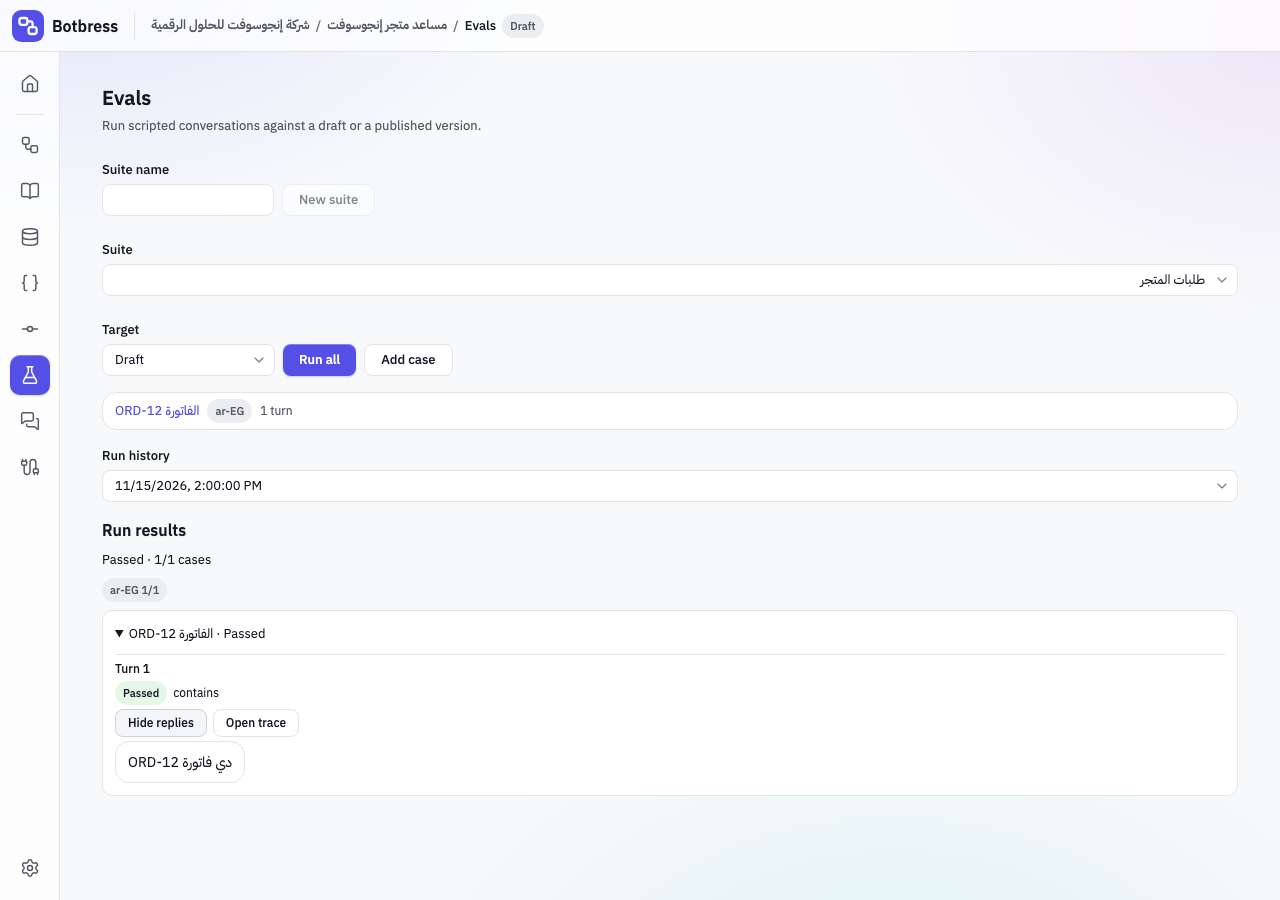 Botbress
شركة إنجوسوفت للحلول الرقمية / مساعد متجر إنجوسوفت / Evals Draft
Evals
Run scripted conversations against a draft or a published version.
Suite name
New suite
Suite
طلبات المتجر
Target
Draft Run all Add case
الفاتورة ORD-12 ar-EG 1 turn
Run history
11/15/2026, 2:00:00 PM
Run results
Passed · 1/1 cases
ar-EG 1/1
الفاتورة ORD-12 · Passed
Turn 1
Passed contains
Hide replies Open trace
دي فاتورة ORD-12